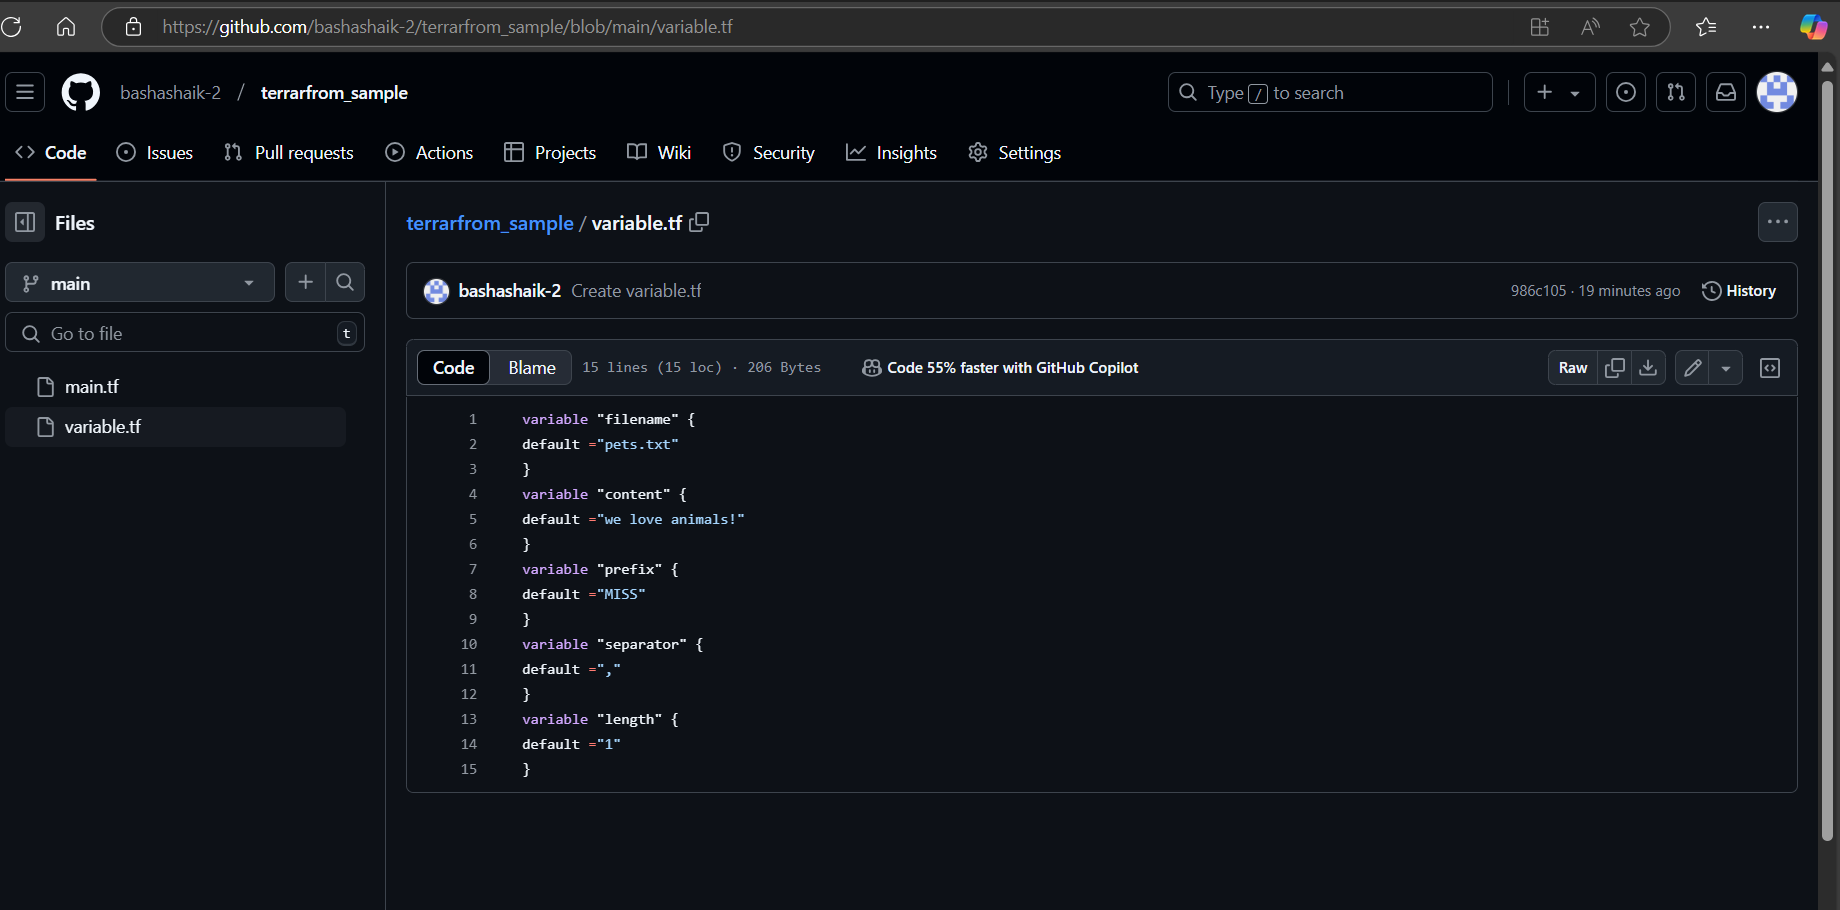 https://github.com/bashashaik-2/terrarfrom_sample/blob/main/variable.tf
bashashaik-2 / terrarfrom_sample
Type / to search
Code Issues Pull requests Actions Projects Wiki Security Insights Settings
Files
terrarfrom_sample / variable.tf
main
bashashaik-2 Create variable.tf
986c105 · 19 minutes ago
History
Go to file
t
Code Blame 15 lines (15 loc) · 206 Bytes
Code 55% faster with GitHub Copilot
Raw
main.tf
variable.tf
1 variable "filename" {
2 default ="pets.txt"
3 }
4 variable "content" {
5 default ="we love animals!"
6 }
7 variable "prefix" {
8 default ="MISS"
9 }
10 variable "separator" {
11 default =","
12 }
13 variable "length" {
14 default ="1"
15 }